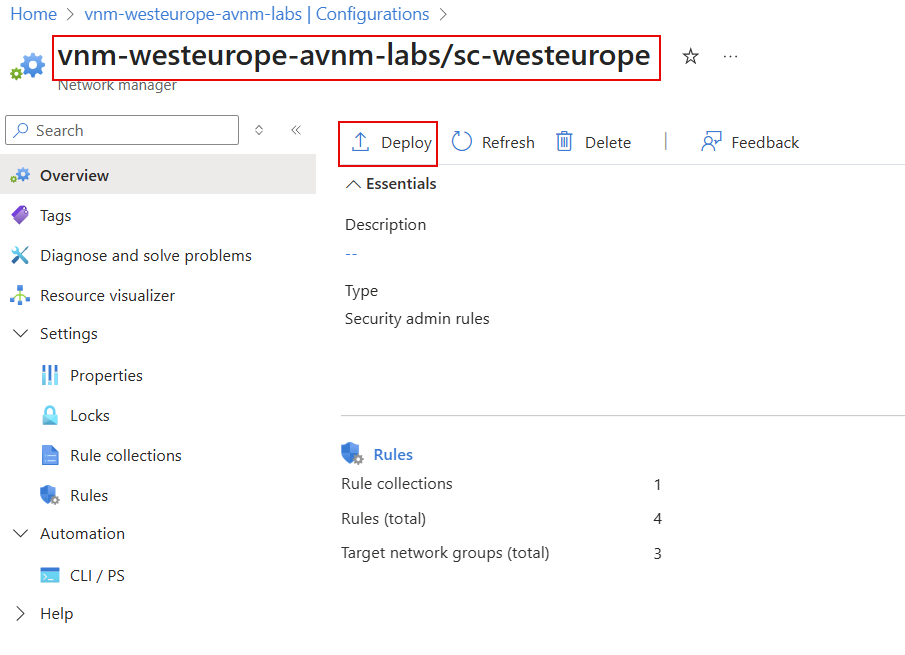 Home > vnm-westeurope-avnm-labs | Configurations >
vnm-westeurope-avnm-labs/sc-westeurope
Network manager
Search
Overview
Tags
Diagnose and solve problems
Resource visualizer
Settings
Properties
Locks
Rule collections
Rules
Automation
CLI / PS
Help
Deploy Refresh Delete | Feedback
Essentials
Description
--
Type
Security admin rules
Rules
Rule collections 1
Rules (total) 4
Target network groups (total) 3